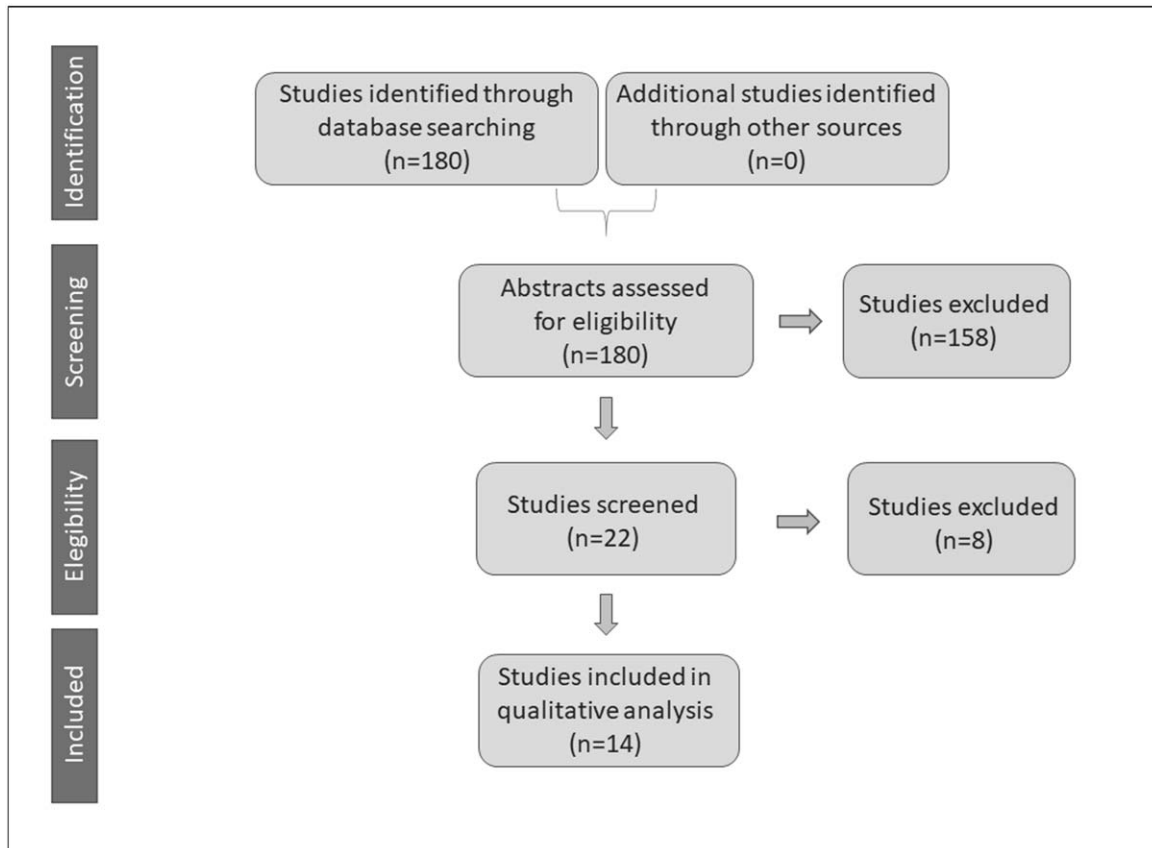 Identification
Studies identified through
database searching
(n=180)
Additional studies identified
through other sources
(n=0)
Screening
Abstracts assessed
for eligibility
(n=180)
Studies excluded
(n=158)
Elegibility
Studies screened
(n=22)
Studies excluded
(n=8)
Included
Studies included in
qualitative analysis
(n=14)